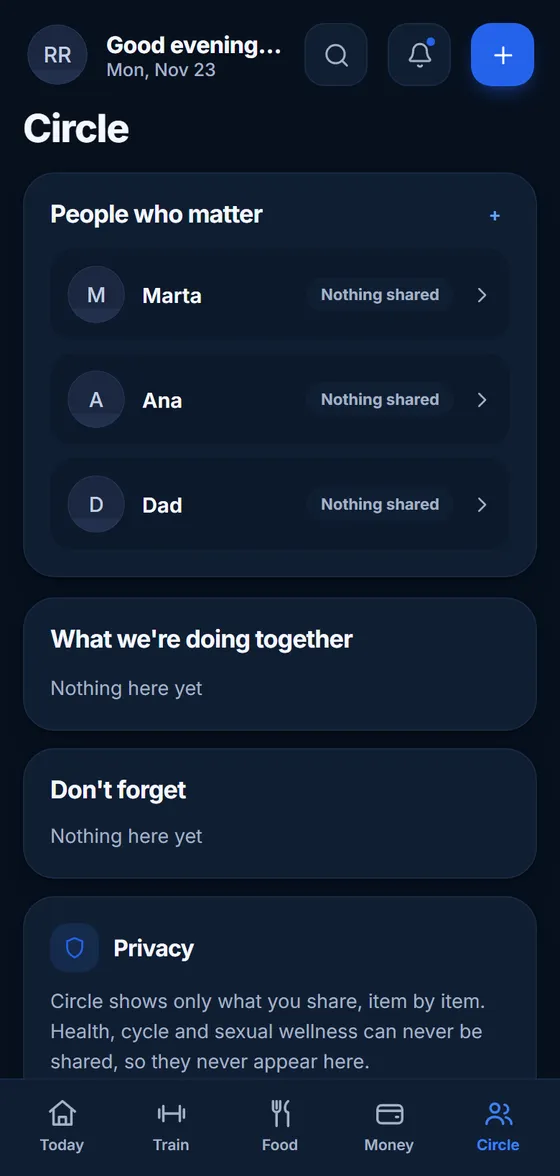 RR
Good evening...
Mon, Nov 23
+
Circle
People who matter
+
M
Marta
Nothing shared
A
Ana
Nothing shared
D
Dad
Nothing shared
What we're doing together
Nothing here yet
Don't forget
Nothing here yet
Privacy
Circle shows only what you share, item by item.
Health, cycle and sexual wellness can never be
shared, so they never appear here.
Today
Train
Food
Money
Circle